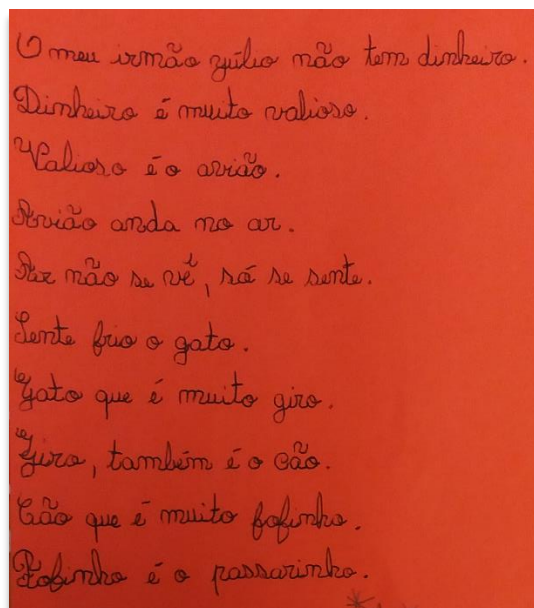 O meu irmão yúlio não tem dinheiro.
Dinheiro é muito valioso.
Valioso é o avião.
Avião anda no ar.
Ar não se vê, só se sente.
Sente frio o gato.
Gato que é muito giro.
Giro, também é o cão.
Cão que é muito fofinho.
Fofinho é o passarinho.